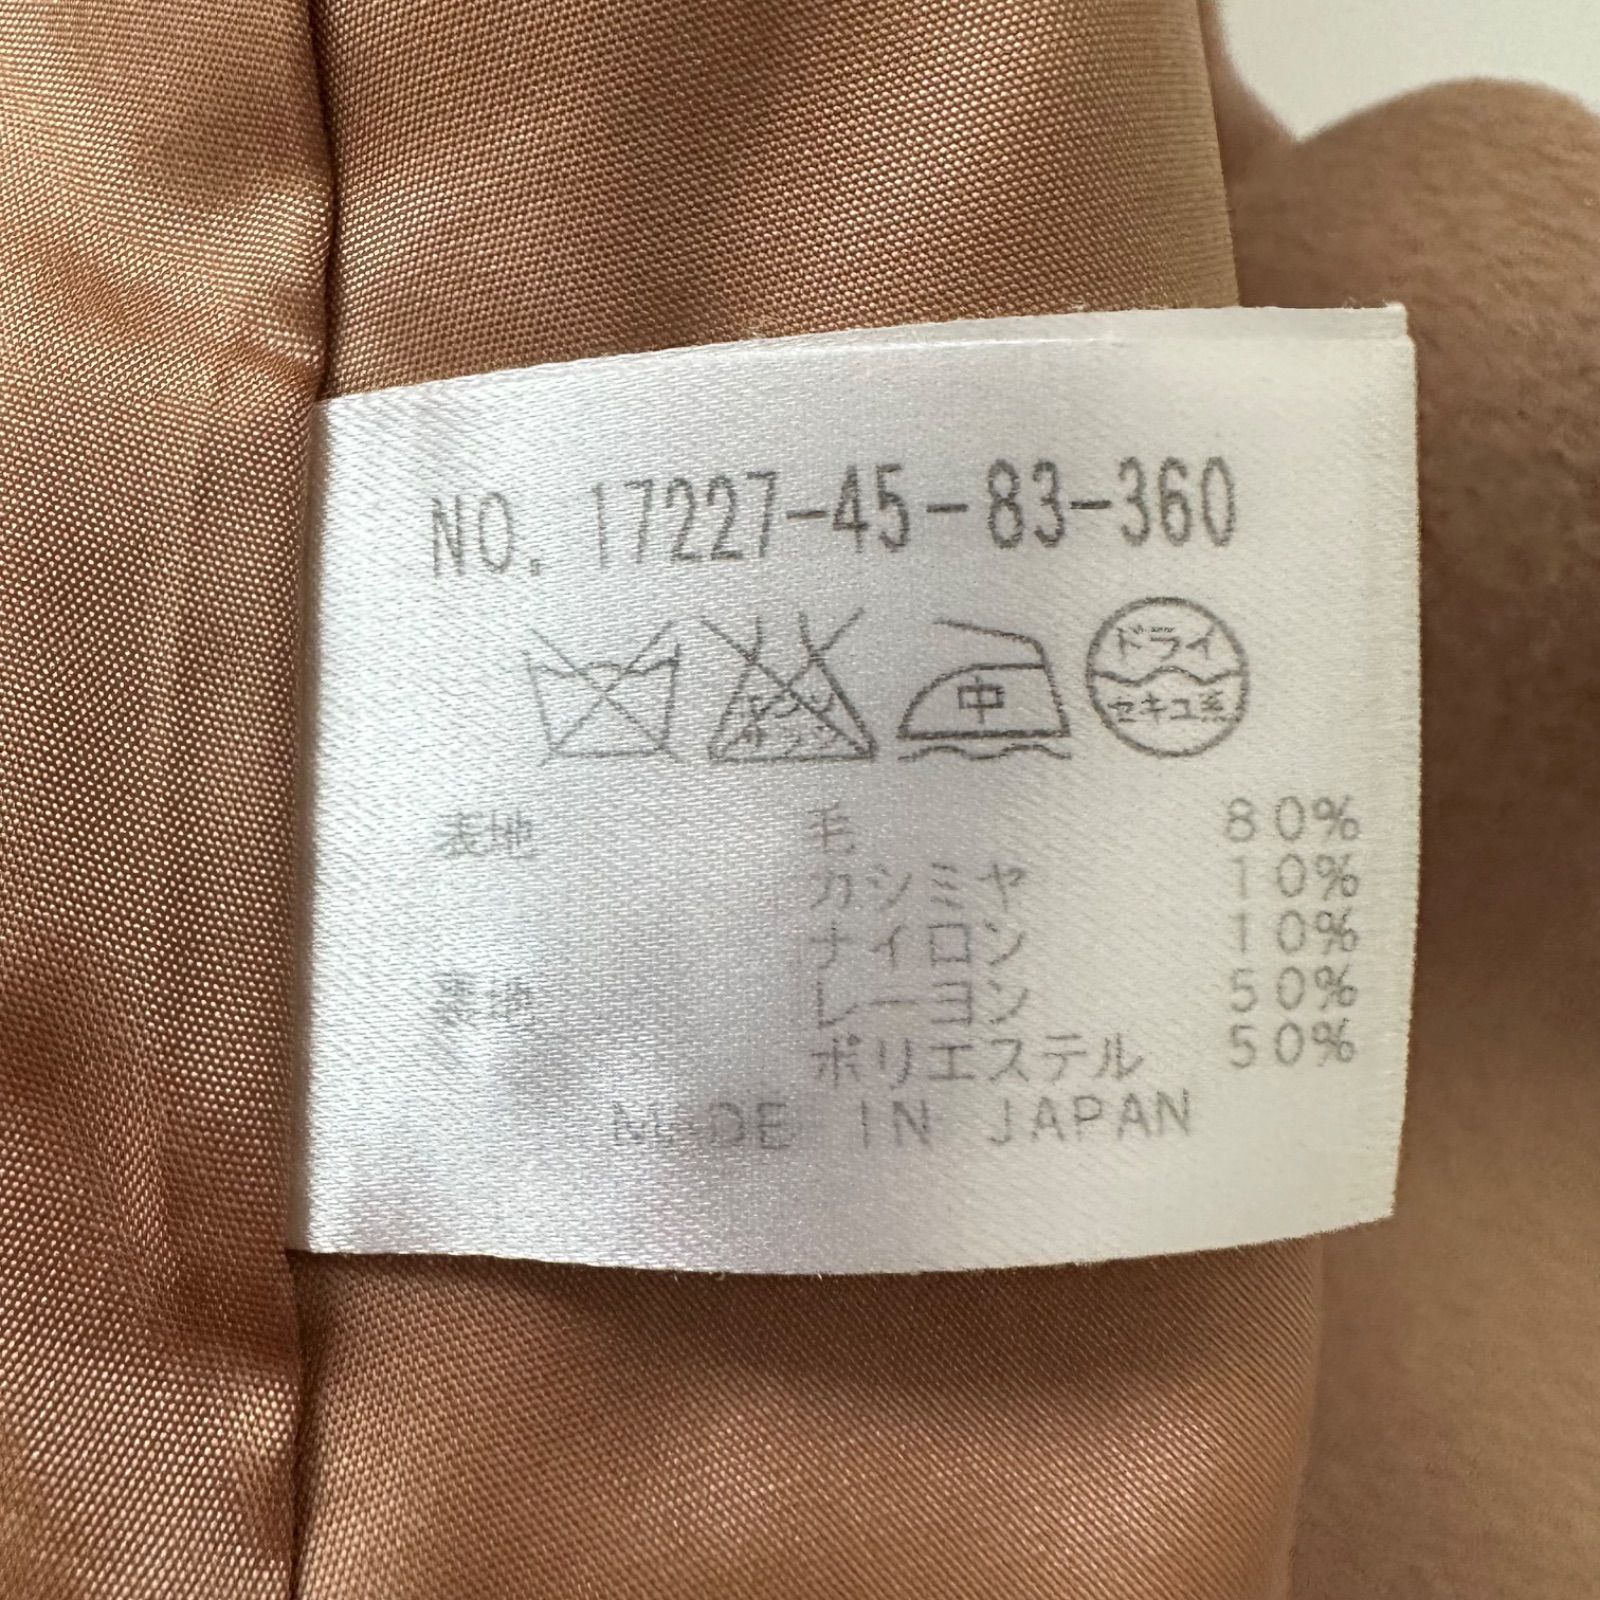 NO. 17227-45-83-360
中
ドライ
セキユ系
表地 毛 80%
カシミヤ 10%
ナイロン 10%
裏地 レーヨン 50%
ポリエステル 50%
MADE IN JAPAN